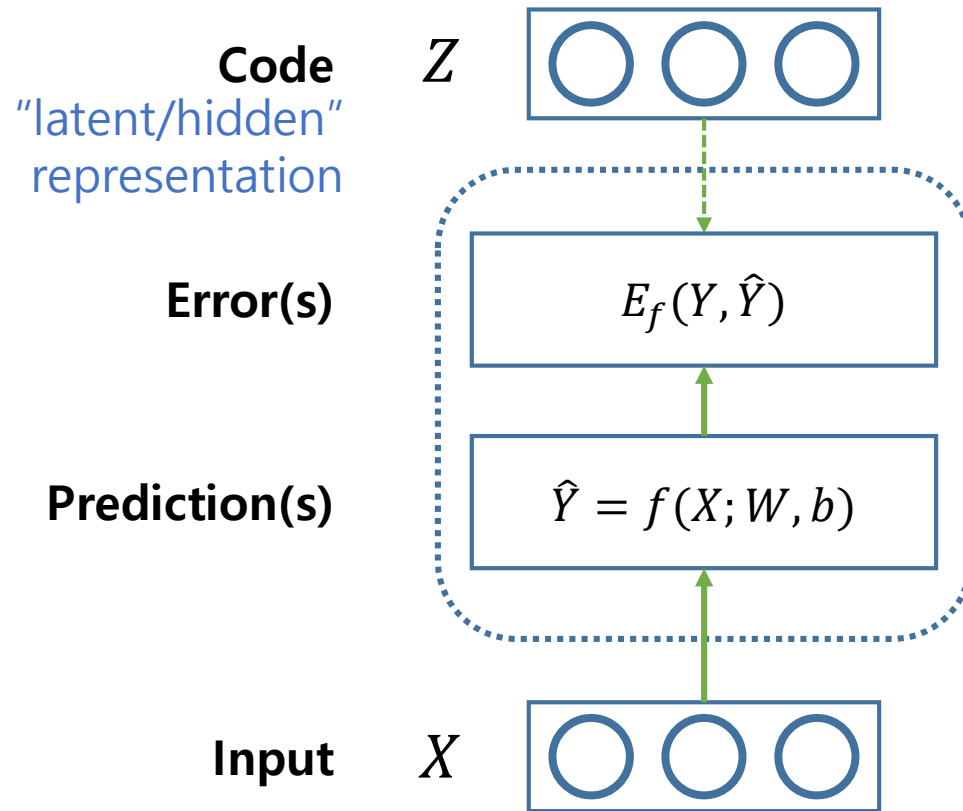 Code Z
"latent/hidden"
representation
Error(s) E_f(Y, Ŷ)
Prediction(s) Ŷ = f(X; W, b)
Input X